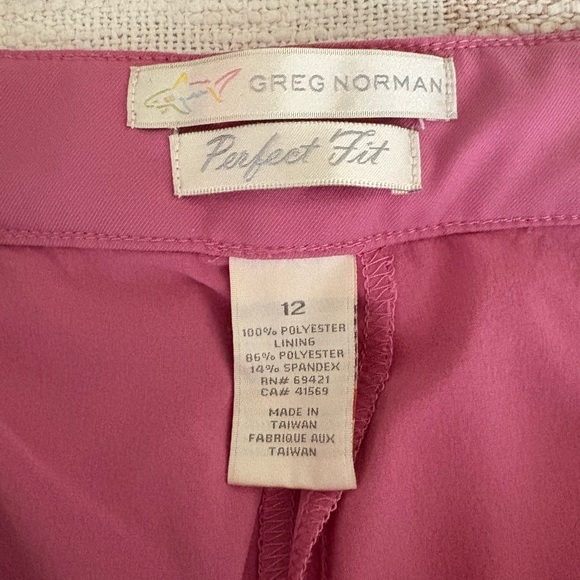 GREG NORMAN
Perfect Fit
12
100% POLYESTER
LINING
86% POLYESTER
14% SPANDEX
RN# 69421
CA# 41569
MADE IN
TAIWAN
FABRIQUE AUX
TAIWAN